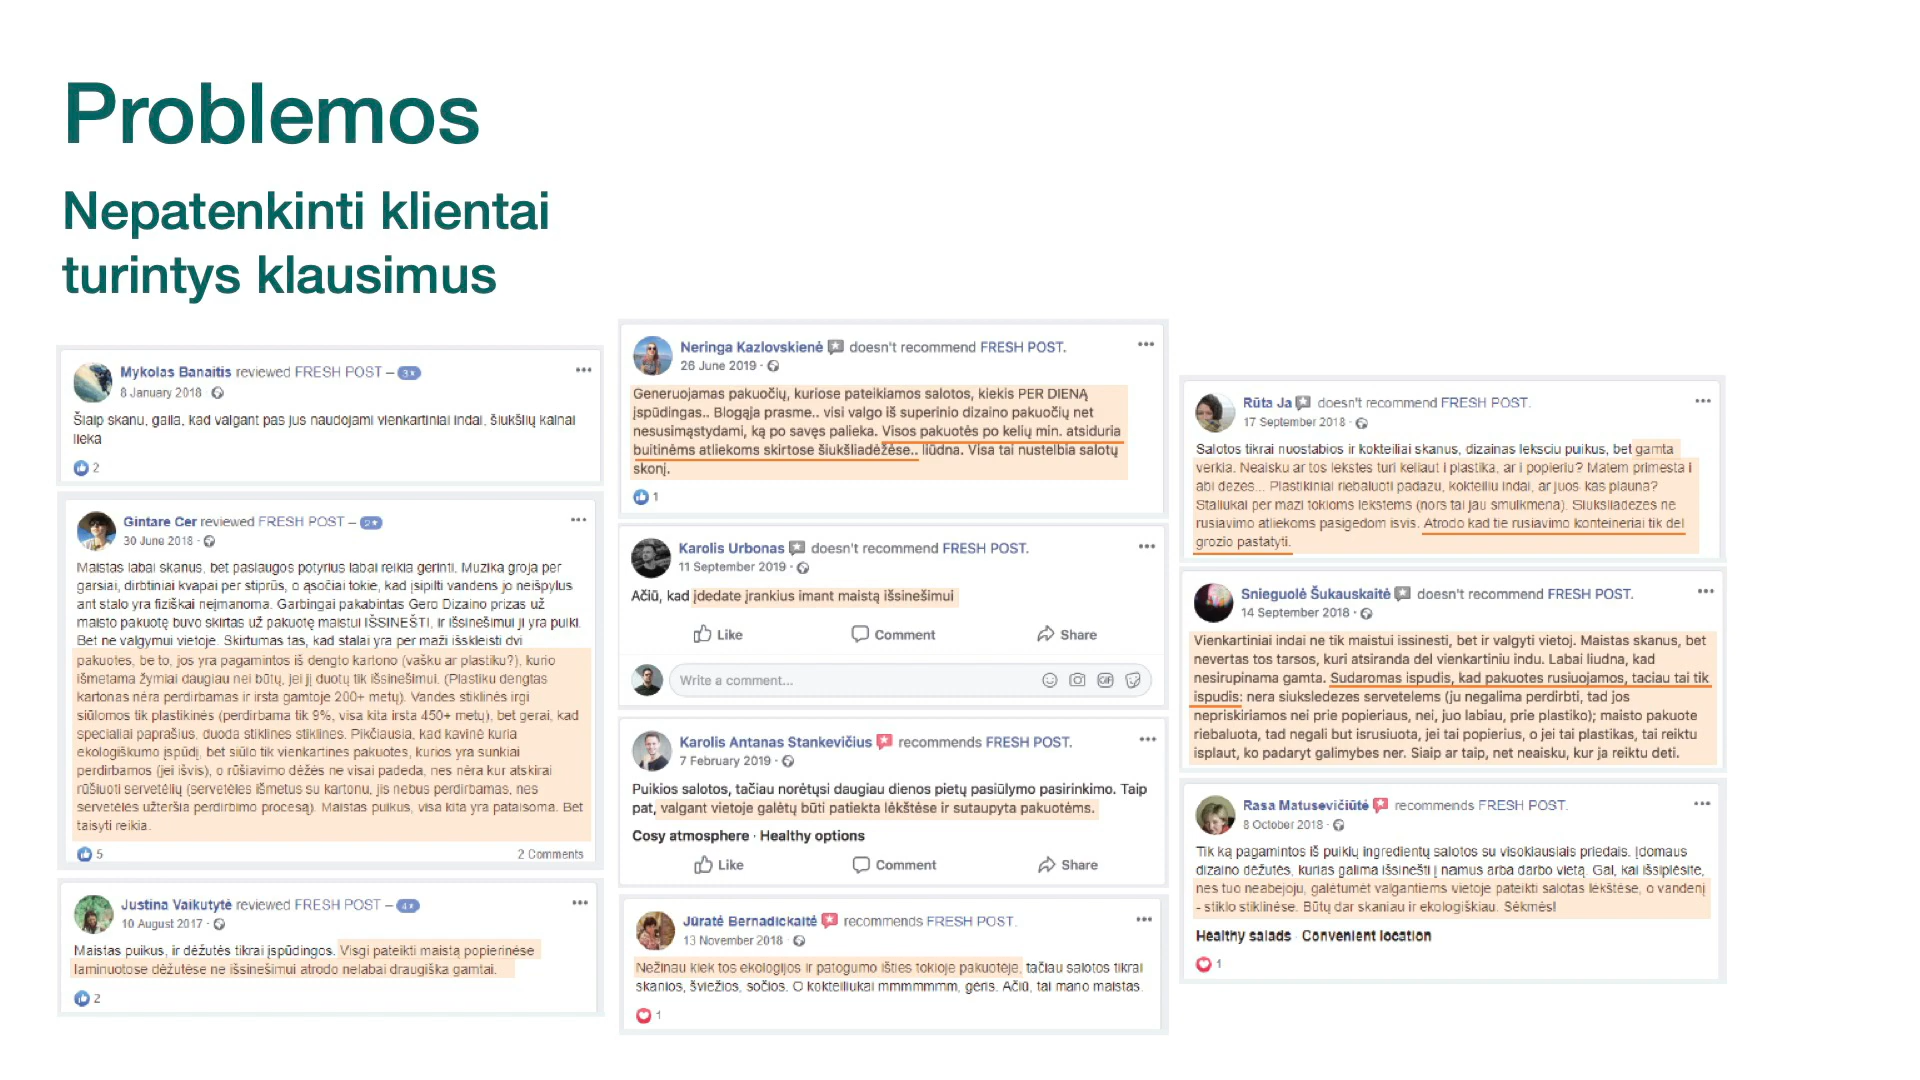 Problemos
Nepatenkinti klientai
turintys klausimus
Mykolas Banaitis reviewed FRESH POST – 3★
8 January 2018 ·
Šiaip skanu, gaila, kad valgant pas jus naudojami vienkartiniai indai, šiukšlių kalnai
lieka
2
Gintare Cer reviewed FRESH POST – 2★
30 June 2018 ·
Maistas labai skanus, bet paslaugos potyrius labai reikia gerinti. Muzika groja per
garsiai, dirbtiniai kvapai per stiprūs, o ąsočiai tokie, kad įsipilti vandens jo neišpylus
ant stalo yra fiziškai neįmanoma. Garbingai pakabintas Gero Dizaino prizas už
maisto pakuotę buvo skirtas už pakuotę maistui IŠSINEŠTI, ir išsinešimui ji yra puiki.
Bet ne valgymui vietoje. Skirtumas tas, kad stalai yra per maži išskleisti dvi
pakuotes, be to, jos yra pagamintos iš dengto kartono (vašku ar plastiku?), kurio
išmetama žymiai daugiau nei būtų, jei jį duotų tik išsinešimui. (Plastiku dengtas
kartonas nėra perdirbamas ir irsta gamtoje 200+ metų). Vandes stiklinės irgi
siūlomos tik plastikinės (perdirbama tik 9%, visa kita irsta 450+ metų), bet gerai, kad
specialiai paprašius, duoda stiklines stiklines. Pikčiausia, kad kavinė kuria
ekologiškumo įspūdį, bet siūlo tik vienkartines pakuotes, kurios yra sunkiai
perdirbamos (jei išvis), o rūšiavimo dėžės ne visai padeda, nes nėra kur atskirai
rūšiuoti servetėlių (servetėles išmetus su kartonu, jis nebus perdirbamas, nes
servetėlės užteršia perdirbimo procesą). Maistas puikus, visa kita yra pataisoma. Bet
taisyti reikia.
5 2 Comments
Justina Vaikutytė reviewed FRESH POST – 4★
10 August 2017 ·
Maistas puikus, ir dėžutės tikrai įspūdingos. Visgi pateikti maistą popierinėse
laminuotose dėžutėse ne išsinešimui atrodo nelabai draugiška gamtai.
2
Neringa Kazlovskienė doesn't recommend FRESH POST.
26 June 2019 ·
Generuojamas pakuočių, kuriose pateikiamos salotos, kiekis PER DIENĄ
įspūdingas.. Blogąja prasme.. visi valgo iš superinio dizaino pakuočių net
nesusimąstydami, ką po savęs palieka. Visos pakuotės po kelių min. atsiduria
buitinėms atliekoms skirtose šiukšliadėžėse.. liūdna. Visa tai nustelbia salotų
skonį.
1
Karolis Urbonas doesn't recommend FRESH POST.
11 September 2019 ·
Ačiū, kad įdedate įrankius imant maistą išsinešimui
Like Comment Share
Write a comment...
GIF
Karolis Antanas Stankevičius recommends FRESH POST.
7 February 2019 ·
Puikios salotos, tačiau norėtųsi daugiau dienos pietų pasiūlymo pasirinkimo. Taip
pat, valgant vietoje galėtų būti patiekta lėkštėse ir sutaupyta pakuotėms.
Cosy atmosphere · Healthy options
Like Comment Share
Jūratė Bernadickaitė recommends FRESH POST.
13 November 2018 ·
Nežinau kiek tos ekologijos ir patogumo išties tokioje pakuotėje, tačiau salotos tikrai
skanios, šviežios, sočios. O kokteiliukai mmmmmmm, gėris. Ačiū, tai mano maistas.
1
Rūta Ja doesn't recommend FRESH POST.
17 September 2018 ·
Salotos tikrai nuostabios ir kokteiliai skanus, dizainas leksciu puikus, bet gamta
verkia. Neaisku ar tos lekstes turi keliaut i plastika, ar i popieriu? Matem primesta i
abi dezes... Plastikiniai riebaluoti padazu, kokteiliu indai, ar juos kas plauna?
Staliukai per mazi tokioms lekstems (nors tai jau smulkmena). Siuksliadezes ne
rusiavimo atliekoms pasigedom isvis. Atrodo kad tie rusiavimo konteineriai tik del
grozio pastatyti.
Snieguolė Šukauskaitė doesn't recommend FRESH POST.
14 September 2018 ·
Vienkartiniai indai ne tik maistui issinesti, bet ir valgyti vietoj. Maistas skanus, bet
nevertas tos tarsos, kuri atsiranda del vienkartiniu indu. Labai liudna, kad
nesirupinama gamta. Sudaromas ispudis, kad pakuotes rusiuojamos, taciau tai tik
ispudis: nera siuksledezes servetelems (ju negalima perdirbti, tad jos
nepriskiriamos nei prie popieriaus, nei, juo labiau, prie plastiko); maisto pakuote
riebaluota, tad negali but isrusiuota, jei tai popierius, o jei tai plastikas, tai reiktu
isplaut, ko padaryt galimybes ner. Siaip ar taip, net neaisku, kur ja reiktu deti.
Rasa Matusevičiūtė recommends FRESH POST.
8 October 2018 ·
Tik ką pagamintos iš puikių ingredientų salotos su visokiausiais priedais. Įdomaus
dizaino dėžutės, kurias galima išsinešti į namus arba darbo vietą. Gal, kai išsiplėsite,
nes tuo neabejoju, galėtumėt valgantiems vietoje pateikti salotas lėkštėse, o vandenį
- stiklo stiklinėse. Būtų dar skaniau ir ekologiškiau. Sėkmės!
Healthy salads · Convenient location
1